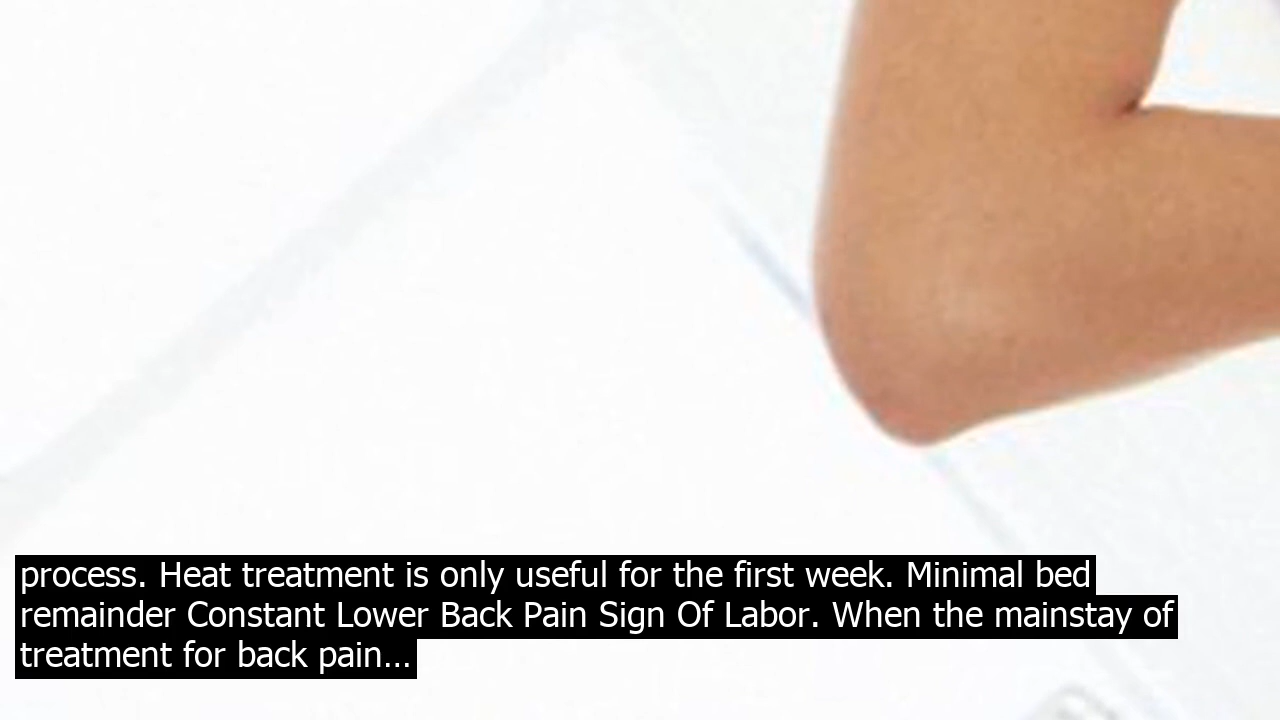 process. Heat treatment is only useful for the first week. Minimal bed
remainder Constant Lower Back Pain Sign Of Labor. When the mainstay of
treatment for back pain...